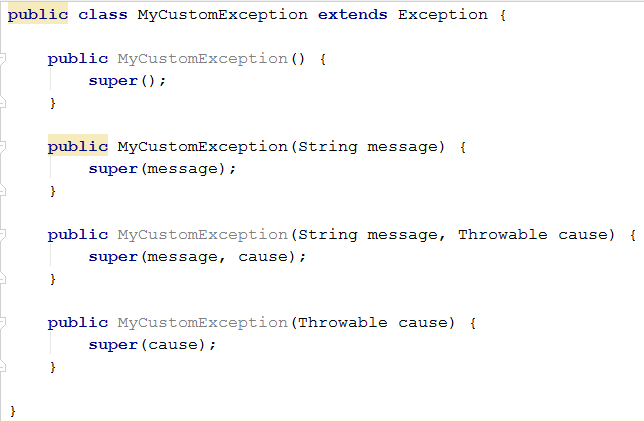 public class MyCustomException extends Exception {
    public MyCustomException() {
        super();
    }
    public MyCustomException(String message) {
        super(message);
    }
    public MyCustomException(String message, Throwable cause) {
        super(message, cause);
    }
    public MyCustomException(Throwable cause) {
        super(cause);
    }
}